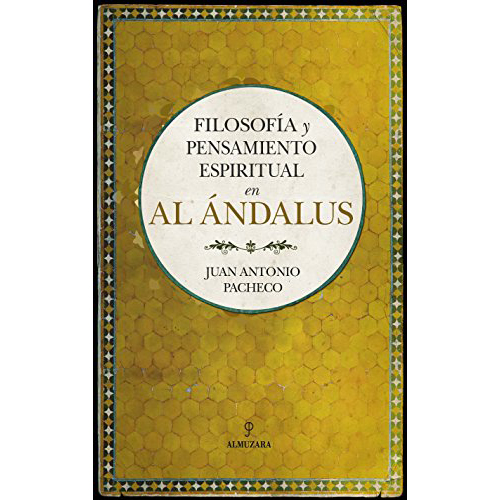 FILOSOFÍA y
PENSAMIENTO
ESPIRITUAL
en
AL ÁNDALUS
JUAN ANTONIO
PACHECO
ALMUZARA